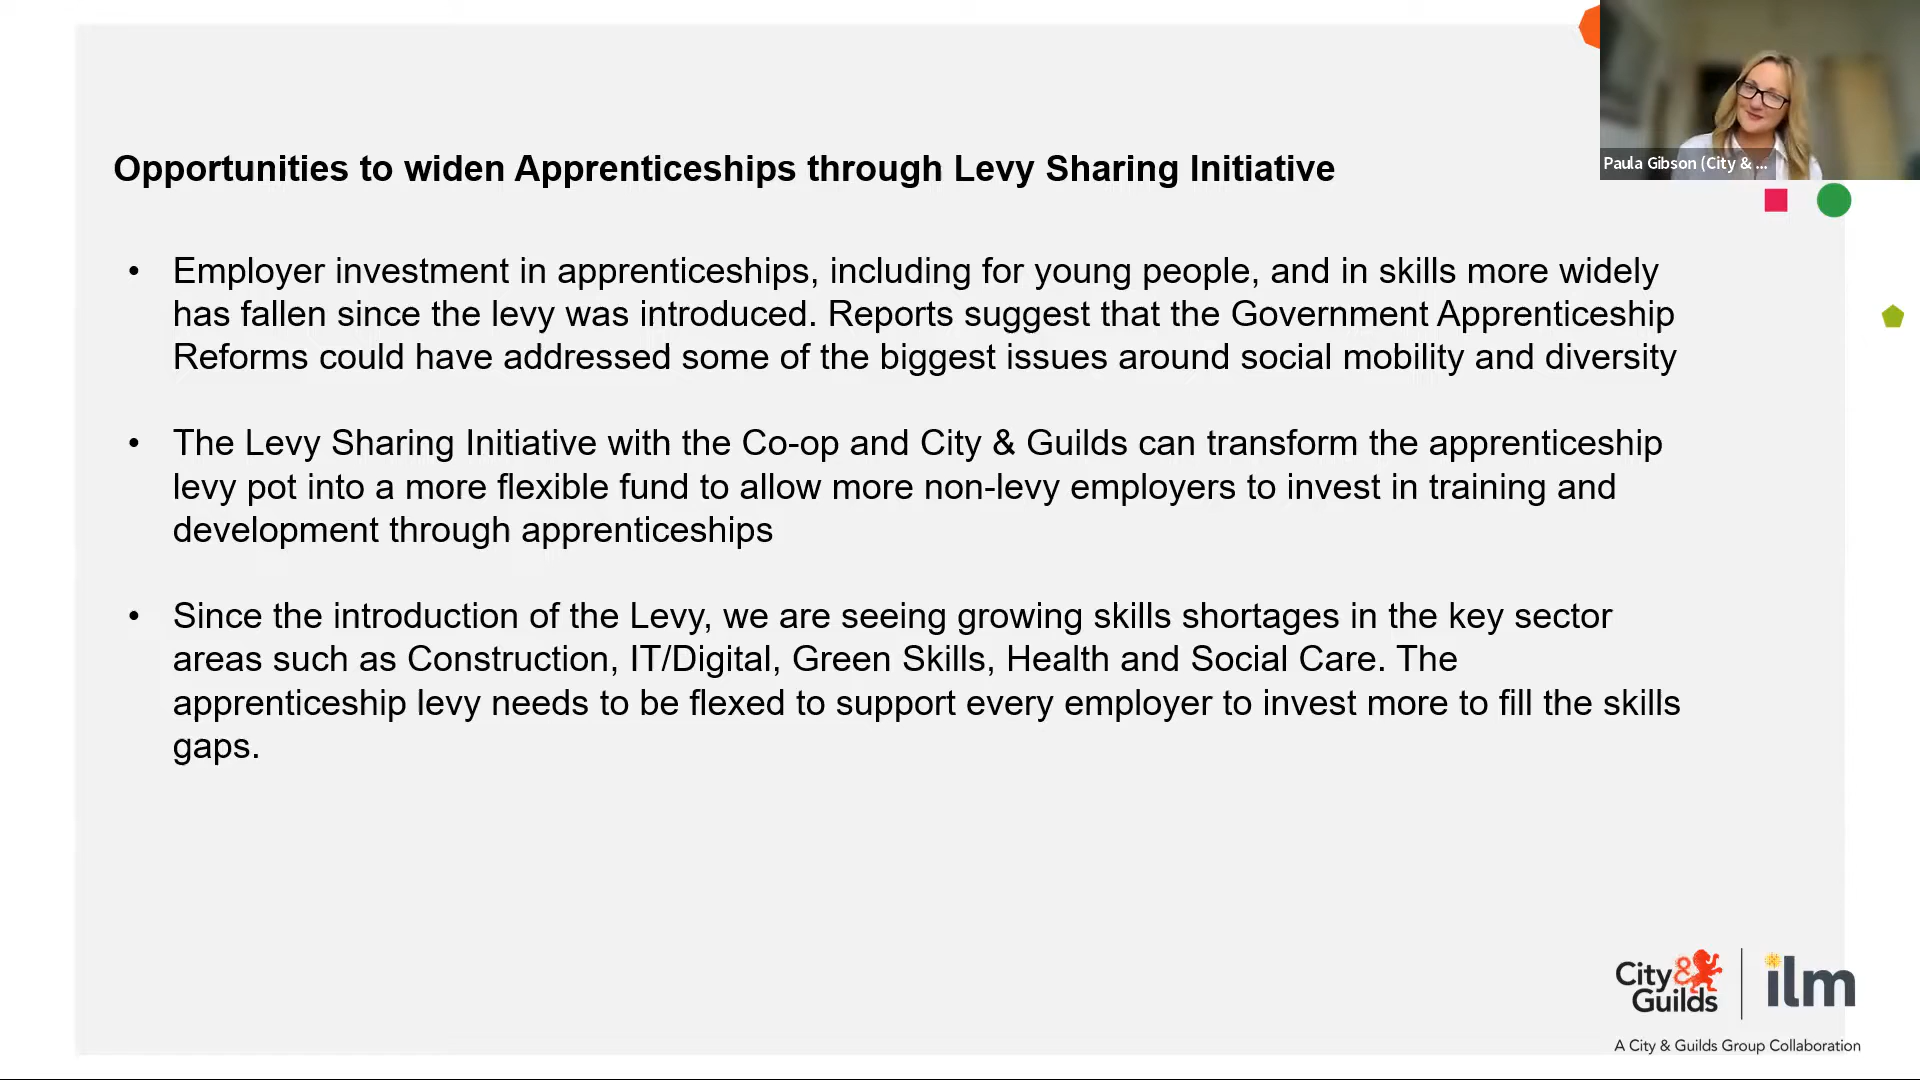 Paula Gibson (City & ...
Opportunities to widen Apprenticeships through Levy Sharing Initiative
• Employer investment in apprenticeships, including for young people, and in skills more widely
has fallen since the levy was introduced. Reports suggest that the Government Apprenticeship
Reforms could have addressed some of the biggest issues around social mobility and diversity
• The Levy Sharing Initiative with the Co-op and City & Guilds can transform the apprenticeship
levy pot into a more flexible fund to allow more non-levy employers to invest in training and
development through apprenticeships
• Since the introduction of the Levy, we are seeing growing skills shortages in the key sector
areas such as Construction, IT/Digital, Green Skills, Health and Social Care. The
apprenticeship levy needs to be flexed to support every employer to invest more to fill the skills
gaps.
City &
Guilds
ilm
A City & Guilds Group Collaboration